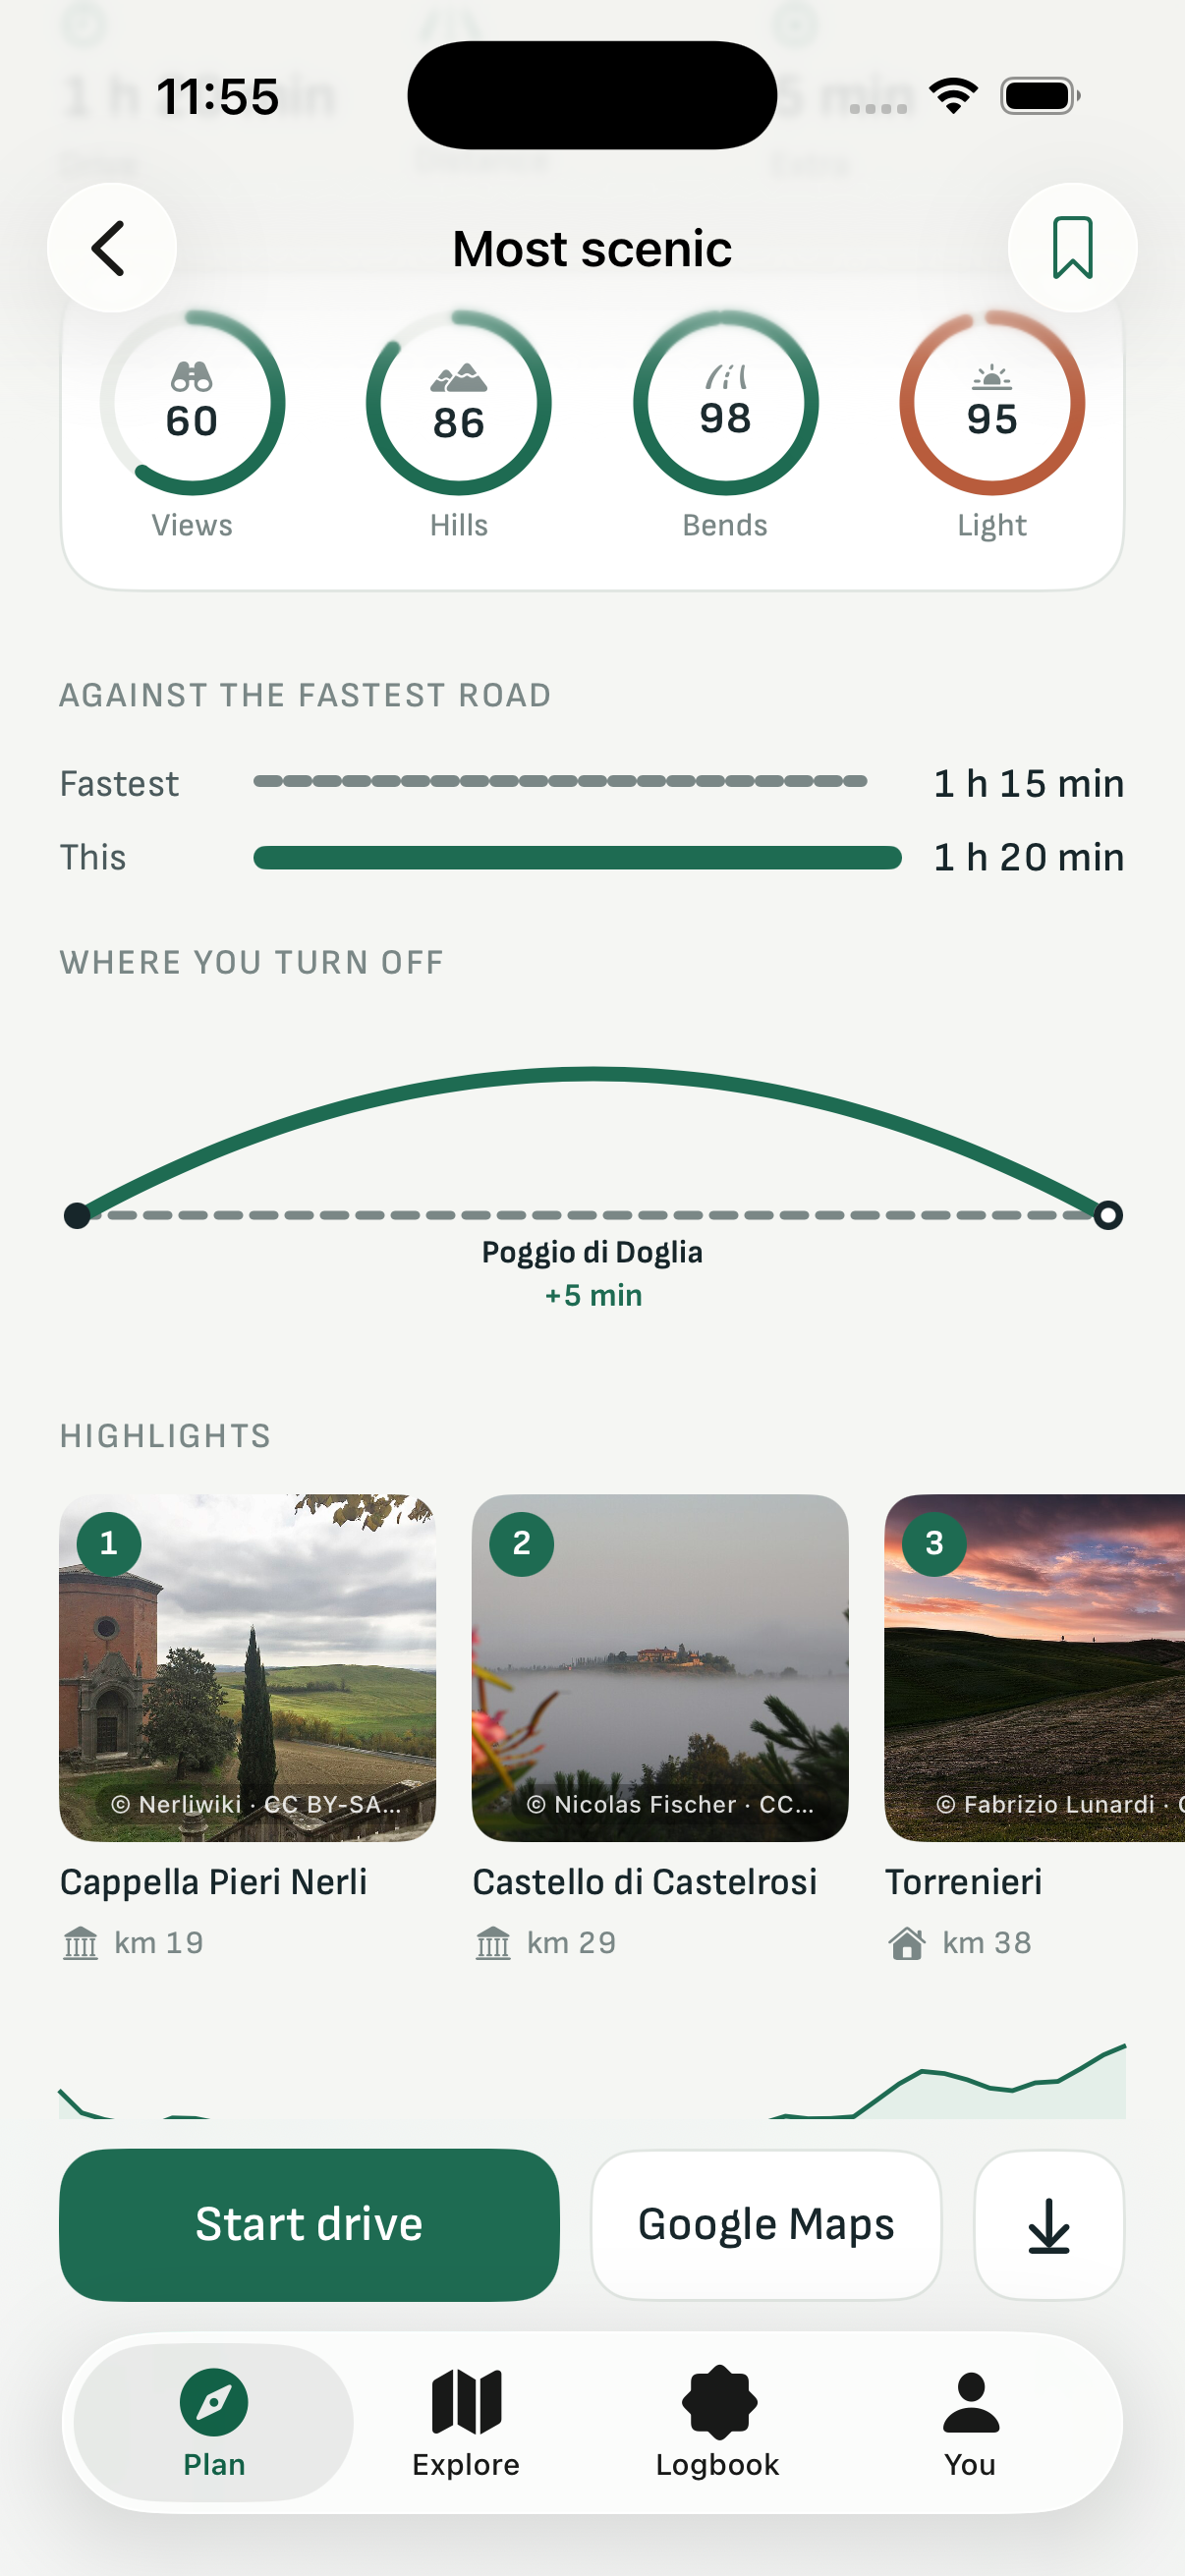 11:55
Most scenic
60
86
98
95
Views
Hills
Bends
Light
AGAINST THE FASTEST ROAD
Fastest
1 h 15 min
This
1 h 20 min
WHERE YOU TURN OFF
Poggio di Doglia
+5 min
HIGHLIGHTS
1
2
3
© Nerliwiki · CC BY-SA...
© Nicolas Fischer · CC...
© Fabrizio Lunardi ·
Cappella Pieri Nerli
Castello di Castelrosi
Torrenieri
km 19
km 29
km 38
Start drive
Google Maps
Plan
Explore
Logbook
You